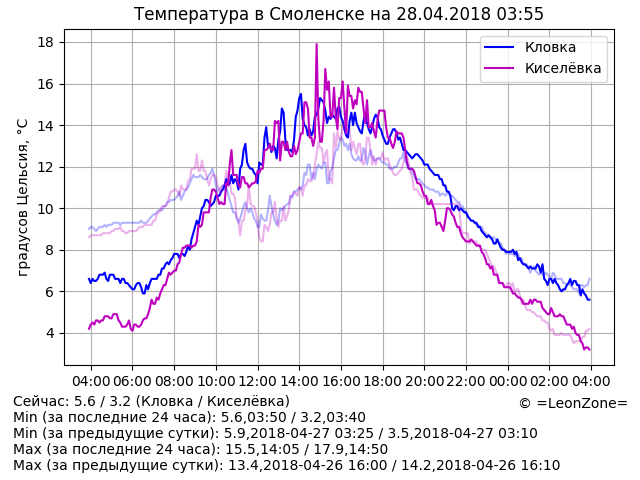 Температура в Смоленске на 28.04.2018 03:55
градусов Цельсия, °C
18
16
14
12
10
8
6
4
Кловка
Киселёвка
04:00 06:00 08:00 10:00 12:00 14:00 16:00 18:00 20:00 22:00 00:00 02:00 04:00
Сейчас: 5.6 / 3.2 (Кловка / Киселёвка)
© =LeonZone=
Min (за последние 24 часа): 5.6,03:50 / 3.2,03:40
Min (за предыдущие сутки): 5.9,2018-04-27 03:25 / 3.5,2018-04-27 03:10
Max (за последние 24 часа): 15.5,14:05 / 17.9,14:50
Max (за предыдущие сутки): 13.4,2018-04-26 16:00 / 14.2,2018-04-26 16:10